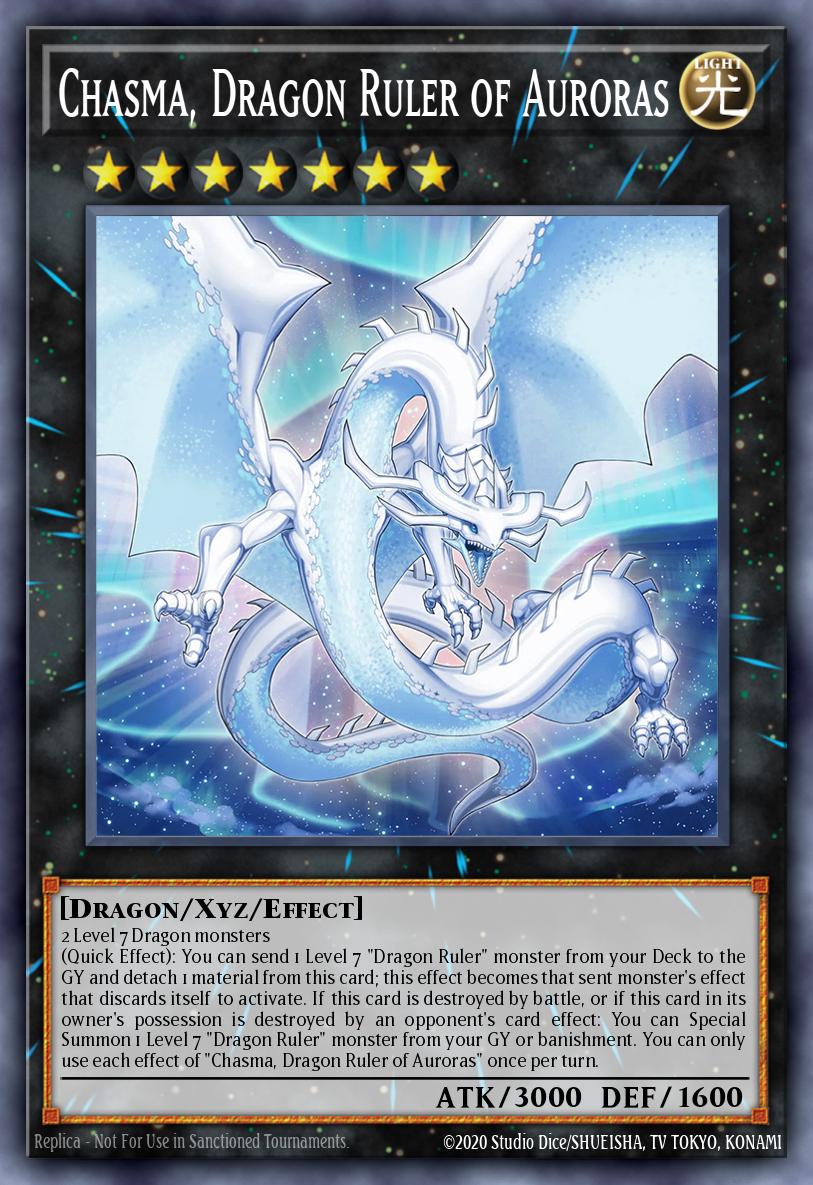 Chasma, Dragon Ruler of Auroras
LIGHT
光
[Dragon/Xyz/Effect]
2 Level 7 Dragon monsters
(Quick Effect): You can send 1 Level 7 "Dragon Ruler" monster from your Deck to the
GY and detach 1 material from this card; this effect becomes that sent monster's effect
that discards itself to activate. If this card is destroyed by battle, or if this card in its
owner's possession is destroyed by an opponent's card effect: You can Special
Summon 1 Level 7 "Dragon Ruler" monster from your GY or banishment. You can only
use each effect of "Chasma, Dragon Ruler of Auroras" once per turn.
ATK/3000 DEF/1600
Replica - Not For Use in Sanctioned Tournaments.
©2020 Studio Dice/SHUEISHA, TV TOKYO, KONAMI